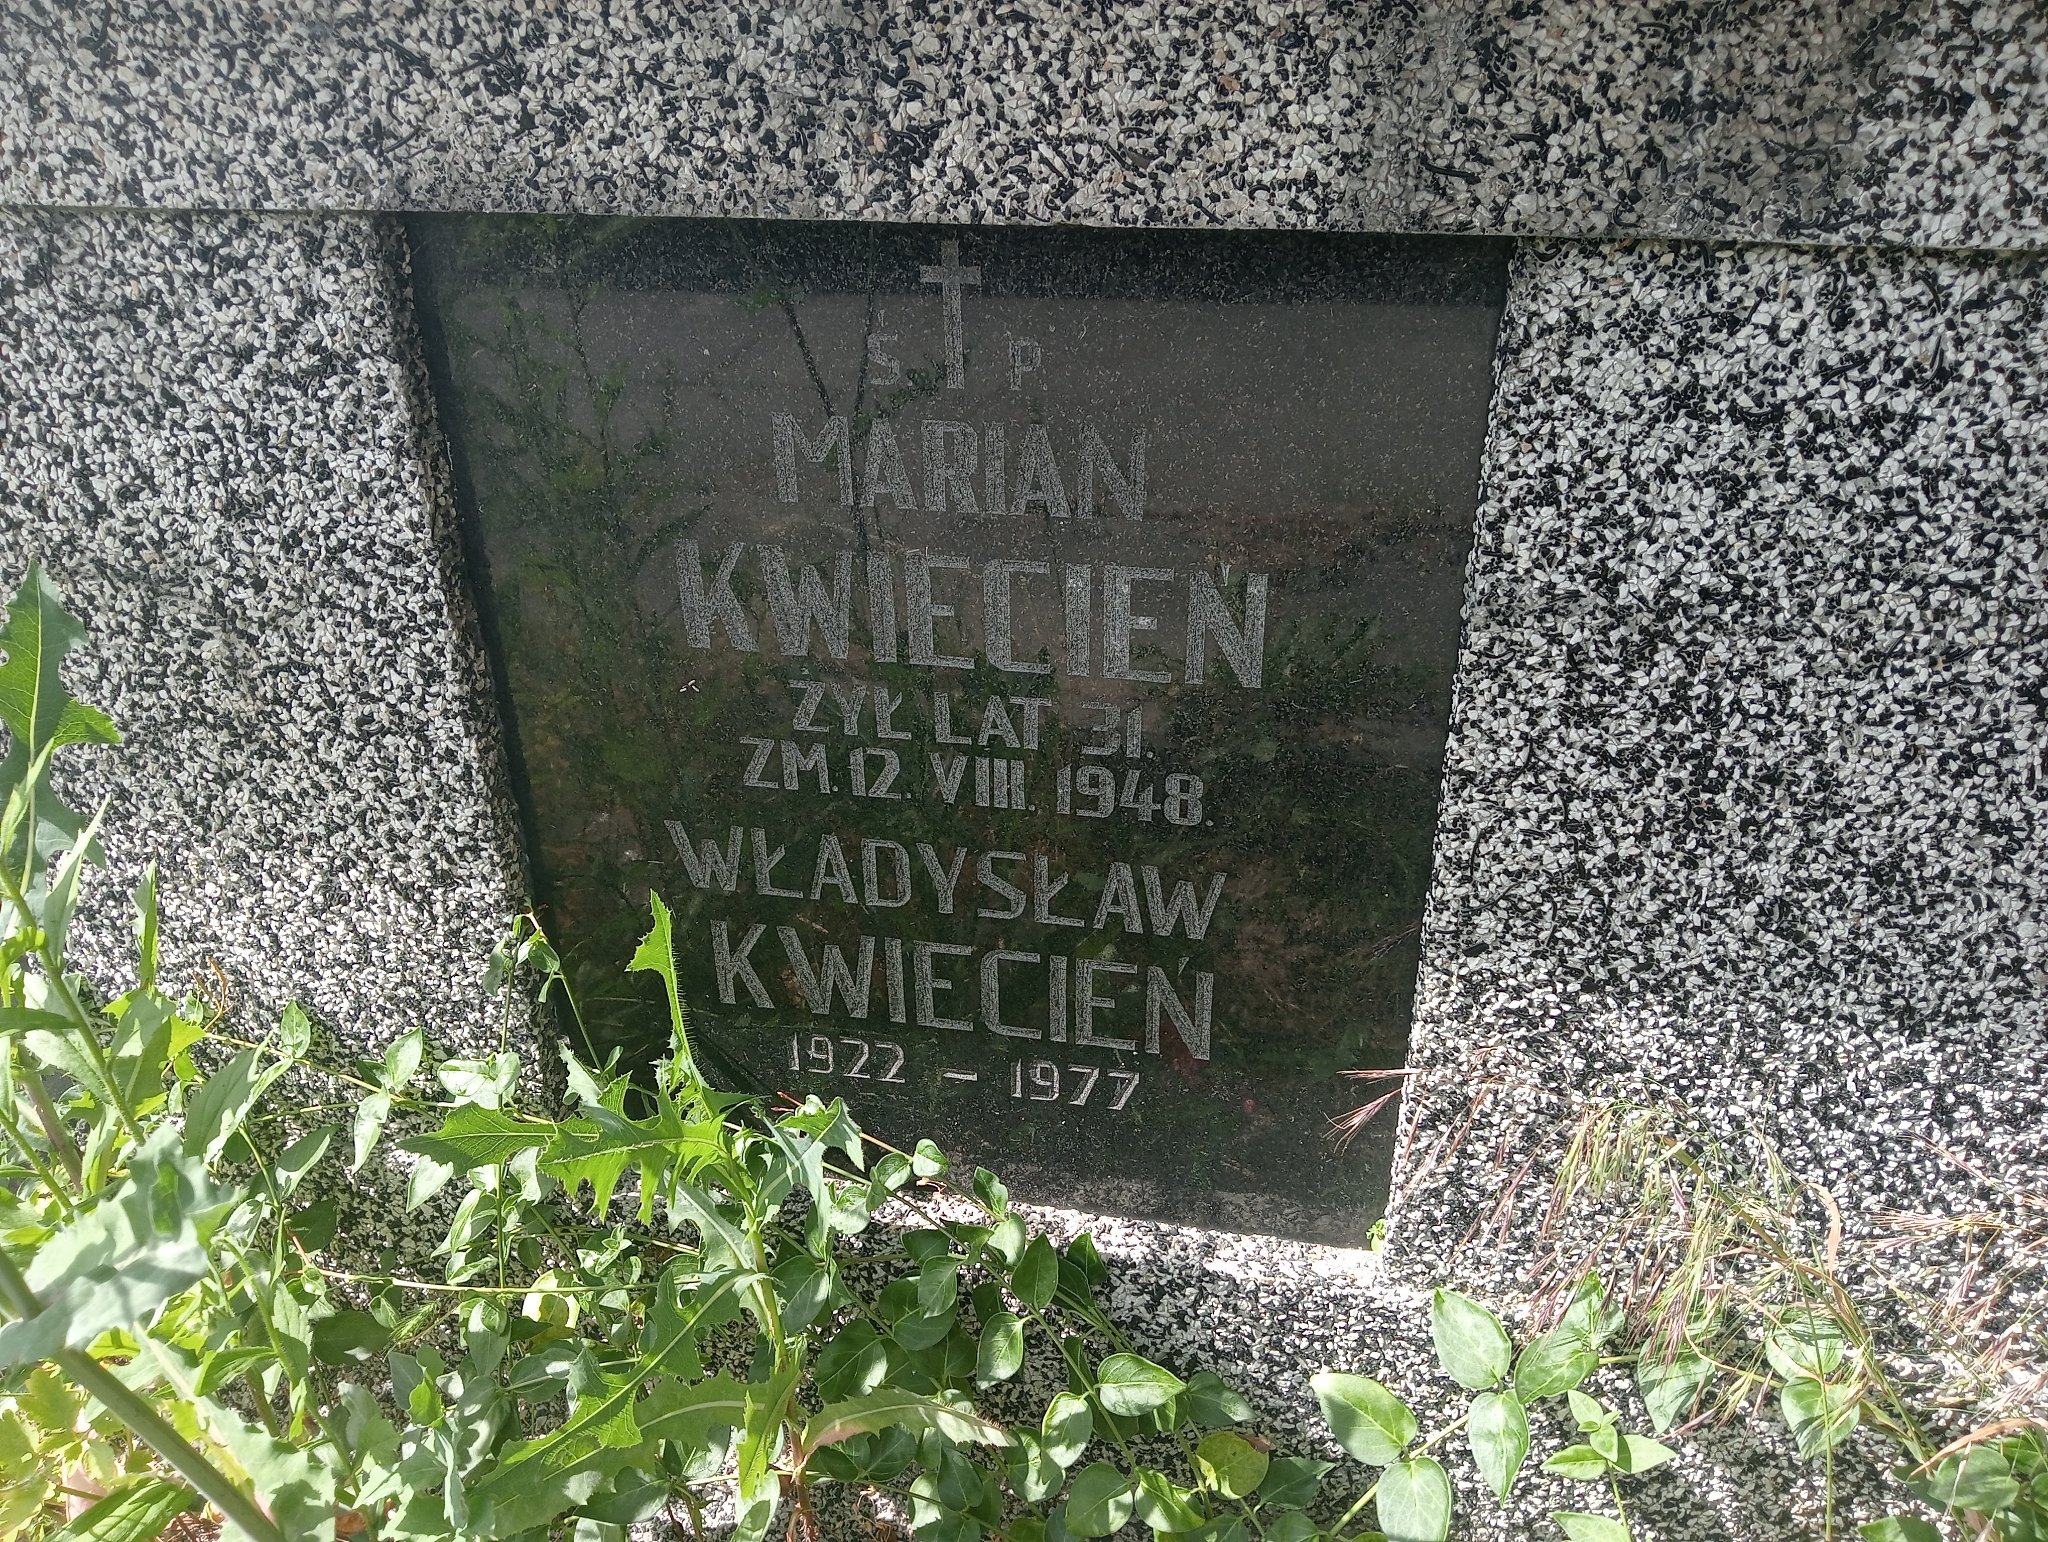 Ś P
MARIAN
KWIECIEŃ
ŻYŁ LAT 31.
ZM. 12. VIII. 1948.
WŁADYSŁAW
KWIECIEŃ
1922 – 1977